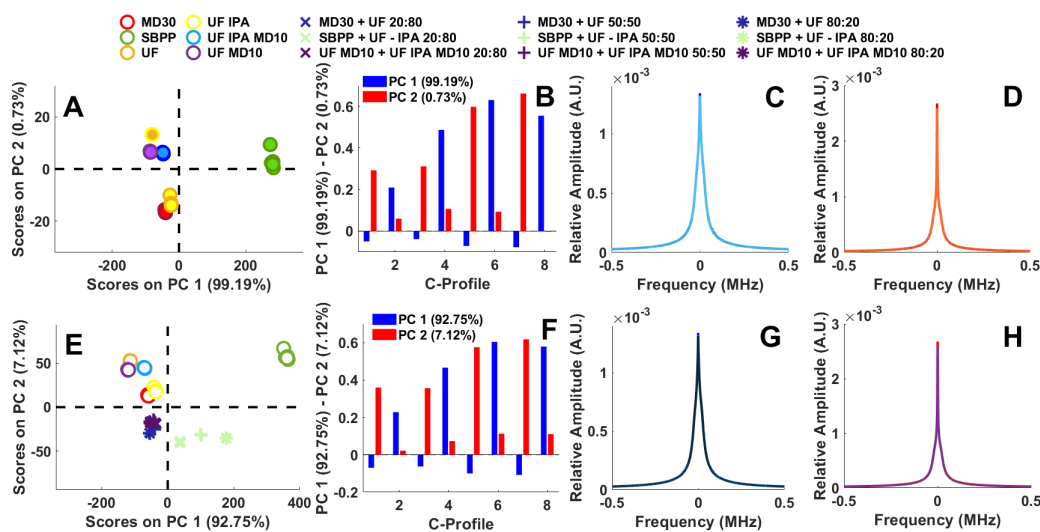 MD30 UF IPA MD30 + UF 20:80 MD30 + UF 50:50 MD30 + UF 80:20
SBPP UF IPA MD10 SBPP + UF - IPA 20:80 SBPP + UF - IPA 50:50 SBPP + UF - IPA 80:20
UF UF MD10 UF MD10 + UF IPA MD10 20:80 UF MD10 + UF IPA MD10 50:50 UF MD10 + UF IPA MD10 80:20
A
Scores on PC 2 (0.73%)
20
0
-20
-200 0 200
Scores on PC 1 (99.19%)
B
PC 1 (99.19%)
PC 2 (0.73%)
PC 1 (99.19%) - PC 2 (0.73%)
0.6
0.4
0.2
0
2 4 6 8
C-Profile
C
×10⁻³
Relative Amplitude (A.U.)
1
0.5
0
-0.5 0 0.5
Frequency (MHz)
D
×10⁻³
Relative Amplitude (A.U.)
3
2
1
0
-0.5 0 0.5
Frequency (MHz)
E
Scores on PC 2 (7.12%)
50
0
-50
-200 0 200 400
Scores on PC 1 (92.75%)
F
PC 1 (92.75%)
PC 2 (7.12%)
PC 1 (92.75%) - PC 2 (7.12%)
0.6
0.4
0.2
0
-0.2
2 4 6 8
C-Profile
G
×10⁻³
Relative Amplitude (A.U.)
1
0.5
0
-0.5 0 0.5
Frequency (MHz)
H
×10⁻³
Relative Amplitude (A.U.)
3
2
1
0
-0.5 0 0.5
Frequency (MHz)